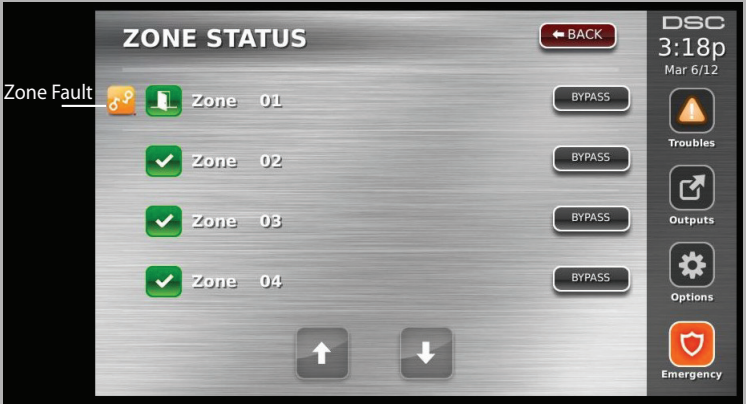 ZONE STATUS
BACK
DSC
3:18p
Mar 6/12
Zone Fault
Zone 01
BYPASS
Troubles
Zone 02
BYPASS
Outputs
Zone 03
BYPASS
Zone 04
BYPASS
Options
Emergency